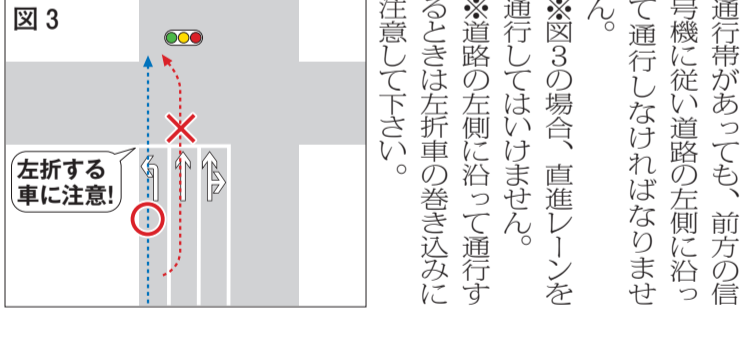 通行帯があっても、前方の信
号機に従い道路の左側に沿っ
て通行しなければなりませ
ん。
※図３の場合、直進レーンを
通行してはいけません。
※道路の左側に沿って通行す
るときは左折車の巻き込みに
注意して下さい。
図 3
左折する
車に注意!